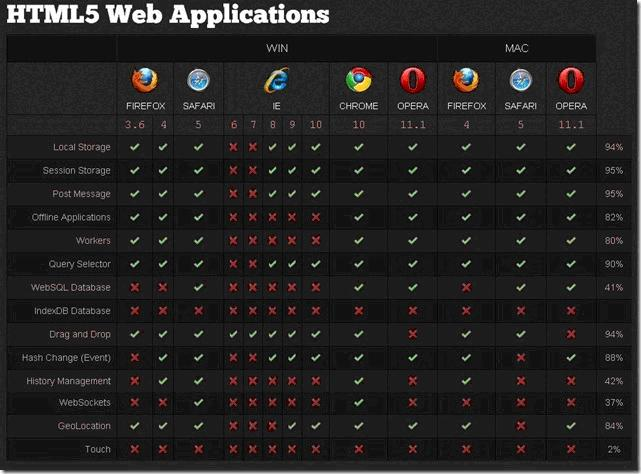 HTML5 Web Applications
WIN MAC
FIREFOX SAFARI IE CHROME OPERA FIREFOX SAFARI OPERA
3.6 4 5 6 7 8 9 10 10 11.1 4 5 11.1
Local Storage 94%
Session Storage 95%
Post Message 95%
Offline Applications 82%
Workers 80%
Query Selector 90%
WebSQL Database 41%
IndexDB Database
Drag and Drop 94%
Hash Change (Event) 88%
History Management 42%
WebSockets 37%
GeoLocation 84%
Touch 2%